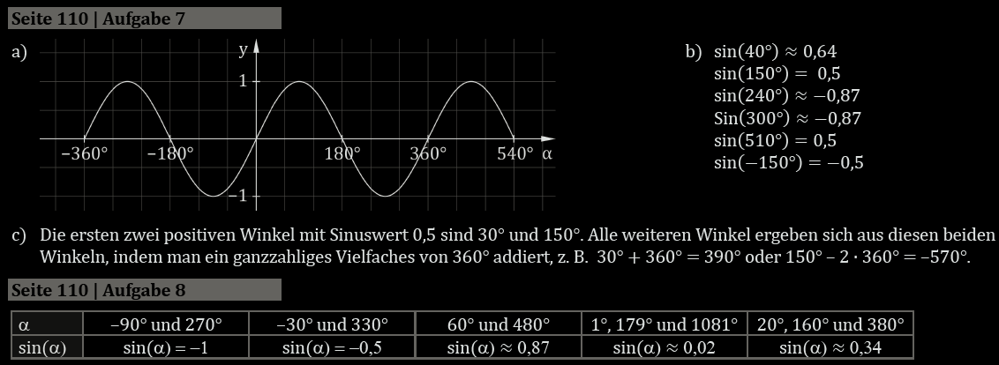 Seite 110 | Aufgabe 7
a)
y
1
−360° −180° 180° 360° 540° α
−1
b) sin(40°) ≈ 0,64
sin(150°) = 0,5
sin(240°) ≈ −0,87
Sin(300°) ≈ −0,87
sin(510°) = 0,5
sin(−150°) = −0,5
c) Die ersten zwei positiven Winkel mit Sinuswert 0,5 sind 30° und 150°. Alle weiteren Winkel ergeben sich aus diesen beiden
Winkeln, indem man ein ganzzahliges Vielfaches von 360° addiert, z. B. 30° + 360° = 390° oder 150° – 2 · 360° = –570°.
Seite 110 | Aufgabe 8
α −90° und 270° −30° und 330° 60° und 480° 1°, 179° und 1081° 20°, 160° und 380°
sin(α) sin(α) = −1 sin(α) = −0,5 sin(α) ≈ 0,87 sin(α) ≈ 0,02 sin(α) ≈ 0,34